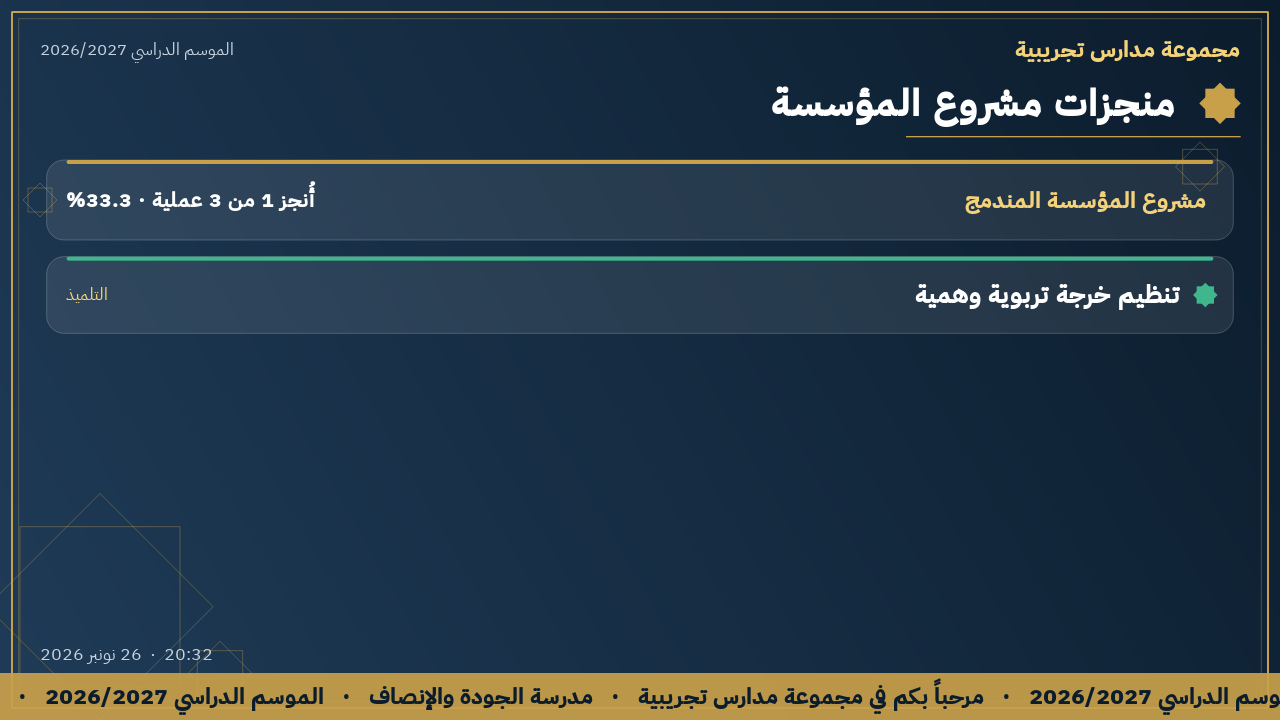 مجموعة مدارس تجريبية
الموسم الدراسي 2026/2027
منجزات مشروع المؤسسة
مشروع المؤسسة المندمج
أُنجز 1 من 3 عملية · 33.3%
تنظيم خرجة تربوية وهمية
التلميذ
26 نونبر 2026 · 20:32
الدراسي 2026/2027 · مرحباً بكم في مجموعة مدارس تجريبية · مدرسة الجودة والإنصاف · الموسم الدراسي 2026/2027 ·